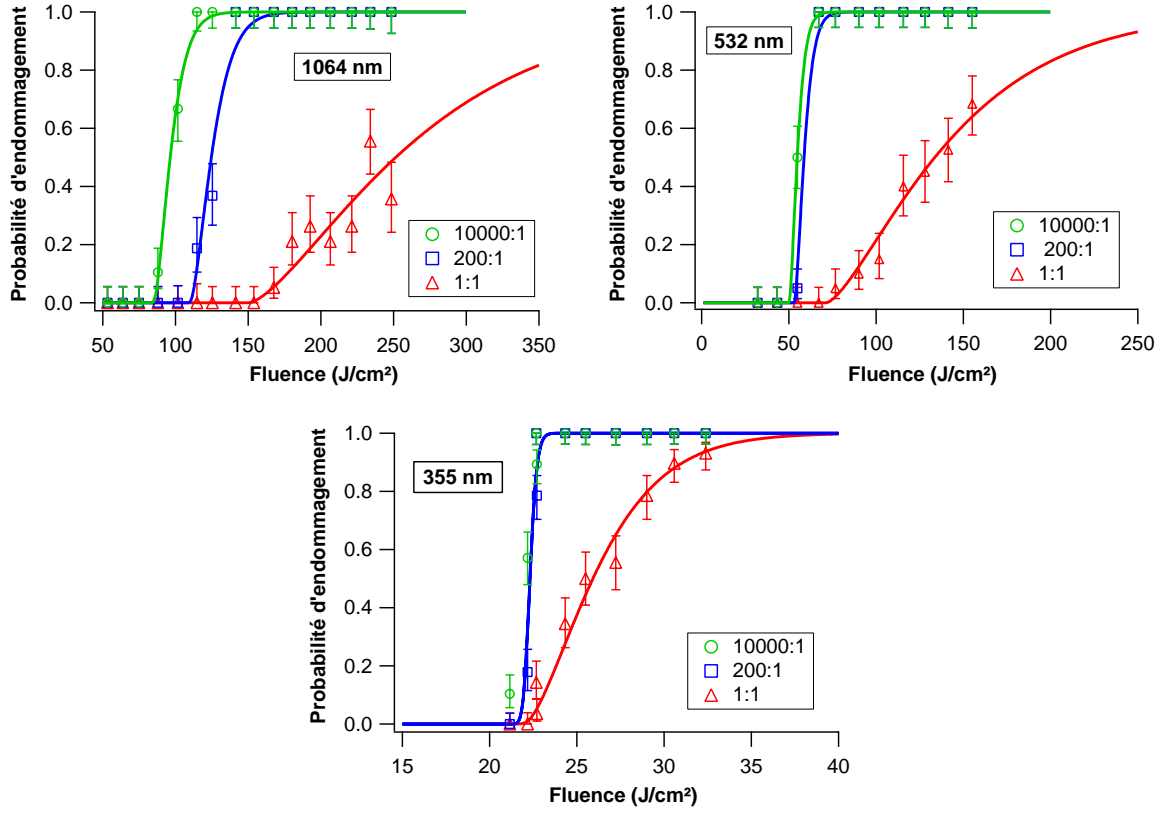 Probabilité d'endommagement
1.0
0.8
0.6
0.4
0.2
0.0
1064 nm
10000:1
200:1
1:1
50 100 150 200 250 300 350
Fluence (J/cm²)
Probabilité d'endommagement
1.0
0.8
0.6
0.4
0.2
0.0
532 nm
10000:1
200:1
1:1
0 50 100 150 200 250
Fluence (J/cm²)
Probabilité d'endommagement
1.0
0.8
0.6
0.4
0.2
0.0
355 nm
10000:1
200:1
1:1
15 20 25 30 35 40
Fluence (J/cm²)